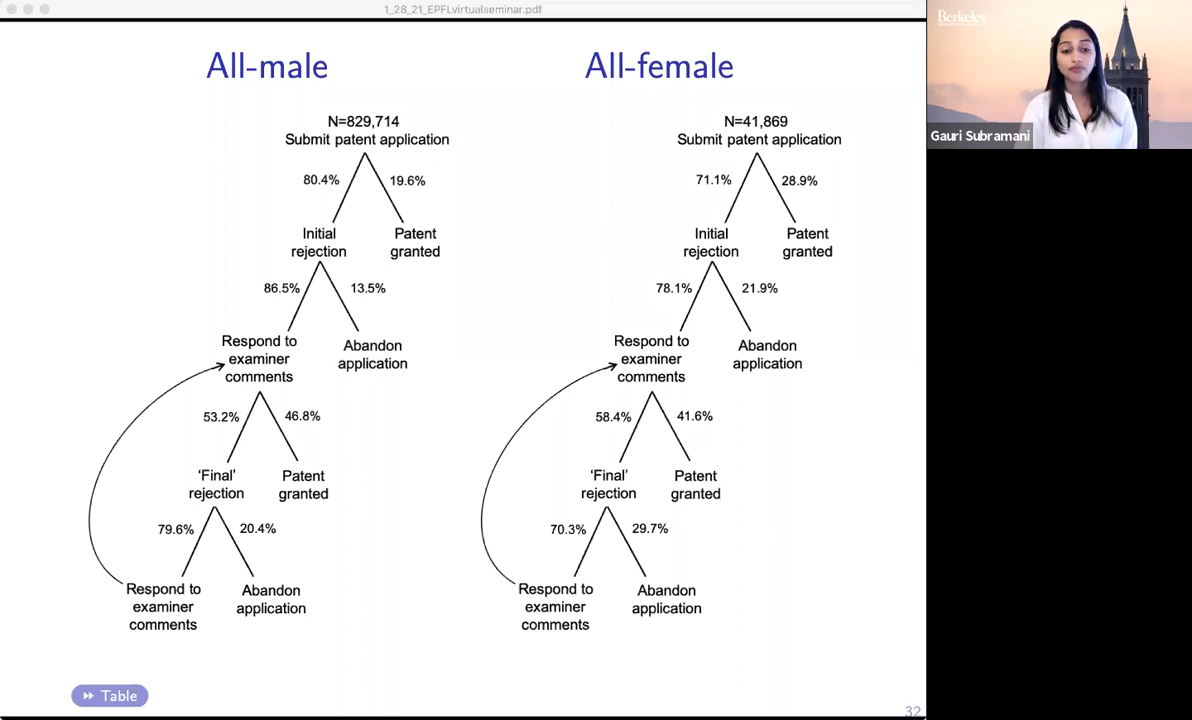 1_28_21_EPFLvirtualseminar.pdf
Berkeley
Gauri Subramani
All-male
N=829,714
Submit patent application
80.4%
19.6%
Initial
rejection
Patent
granted
86.5%
13.5%
Respond to
examiner
comments
Abandon
application
53.2%
46.8%
‘Final’
rejection
Patent
granted
79.6%
20.4%
Respond to
examiner
comments
Abandon
application
All-female
N=41,869
Submit patent application
71.1%
28.9%
Initial
rejection
Patent
granted
78.1%
21.9%
Respond to
examiner
comments
Abandon
application
58.4%
41.6%
‘Final’
rejection
Patent
granted
70.3%
29.7%
Respond to
examiner
comments
Abandon
application
Table
32